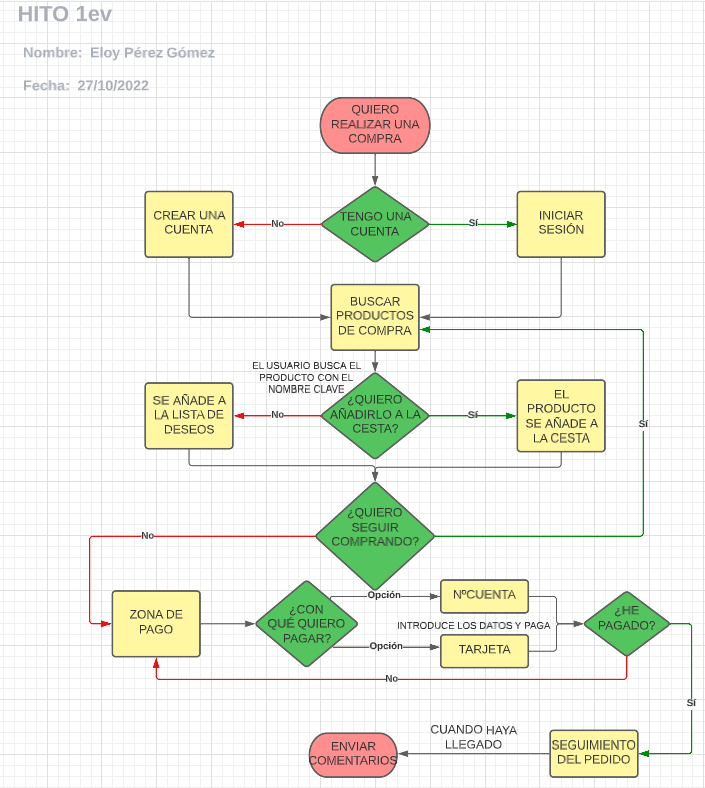 HITO 1ev
Nombre: Eloy Pérez Gómez
Fecha: 27/10/2022
QUIERO
REALIZAR UNA
COMPRA
CREAR UNA
CUENTA
No
TENGO UNA
CUENTA
Sí
INICIAR
SESIÓN
BUSCAR
PRODUCTOS
DE COMPRA
EL USUARIO BUSCA EL
PRODUCTO CON EL
NOMBRE CLAVE
SE AÑADE A
LA LISTA DE
DESEOS
No
¿QUIERO
AÑADIRLO A LA
CESTA?
Sí
EL
PRODUCTO
SE AÑADE A
LA CESTA
Sí
¿QUIERO
SEGUIR
COMPRANDO?
No
ZONA DE
PAGO
¿CON
QUÉ QUIERO
PAGAR?
Opción
NºCUENTA
INTRODUCE LOS DATOS Y PAGA
Opción
TARJETA
¿HE
PAGADO?
No
Sí
SEGUIMIENTO
DEL PEDIDO
CUANDO HAYA
LLEGADO
ENVIAR
COMENTARIOS